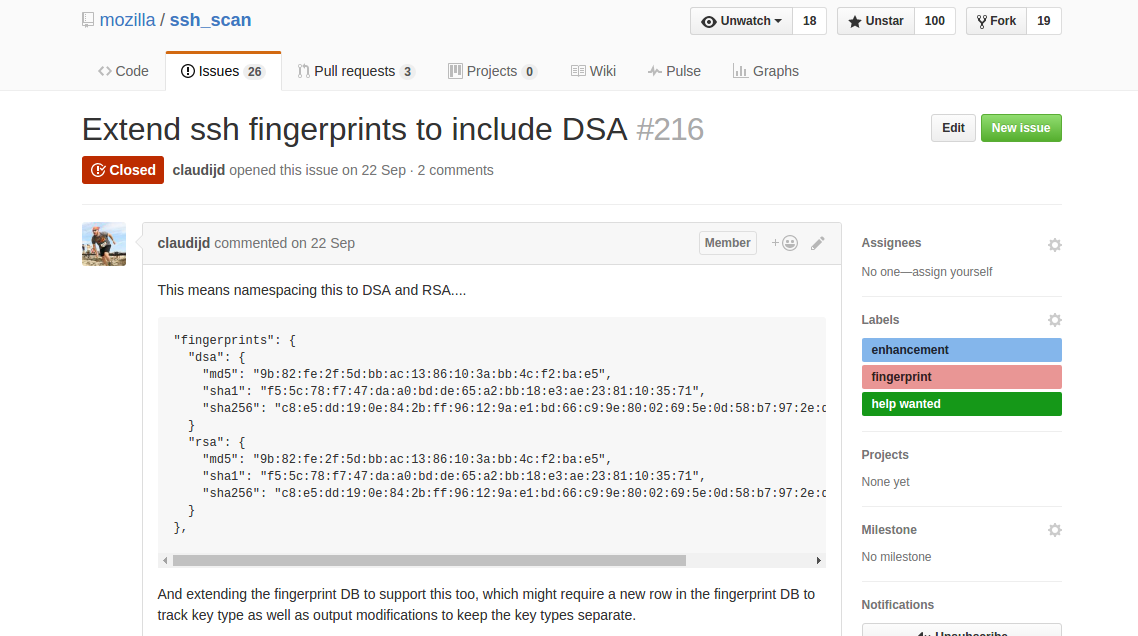 mozilla / ssh_scan
Unwatch 18
Unstar 100
Fork 19
Code
Issues 26
Pull requests 3
Projects 0
Wiki
Pulse
Graphs
Extend ssh fingerprints to include DSA #216
Edit
New issue
Closed
claudijd opened this issue on 22 Sep · 2 comments
claudijd commented on 22 Sep
Member
+
This means namespacing this to DSA and RSA....
"fingerprints": {
"dsa": {
"md5": "9b:82:fe:2f:5d:bb:ac:13:86:10:3a:bb:4c:f2:ba:e5",
"sha1": "f5:5c:78:f7:47:da:a0:bd:de:65:a2:bb:18:e3:ae:23:81:10:35:71",
"sha256": "c8:e5:dd:19:0e:84:2b:ff:96:12:9a:e1:bd:66:c9:9e:80:02:69:5e:0d:58:b7:97:2e:
}
"rsa": {
"md5": "9b:82:fe:2f:5d:bb:ac:13:86:10:3a:bb:4c:f2:ba:e5",
"sha1": "f5:5c:78:f7:47:da:a0:bd:de:65:a2:bb:18:e3:ae:23:81:10:35:71",
"sha256": "c8:e5:dd:19:0e:84:2b:ff:96:12:9a:e1:bd:66:c9:9e:80:02:69:5e:0d:58:b7:97:2e:
}
},
And extending the fingerprint DB to support this too, which might require a new row in the fingerprint DB to
track key type as well as output modifications to keep the key types separate.
Assignees
No one—assign yourself
Labels
enhancement
fingerprint
help wanted
Projects
None yet
Milestone
No milestone
Notifications
Unsubscribe